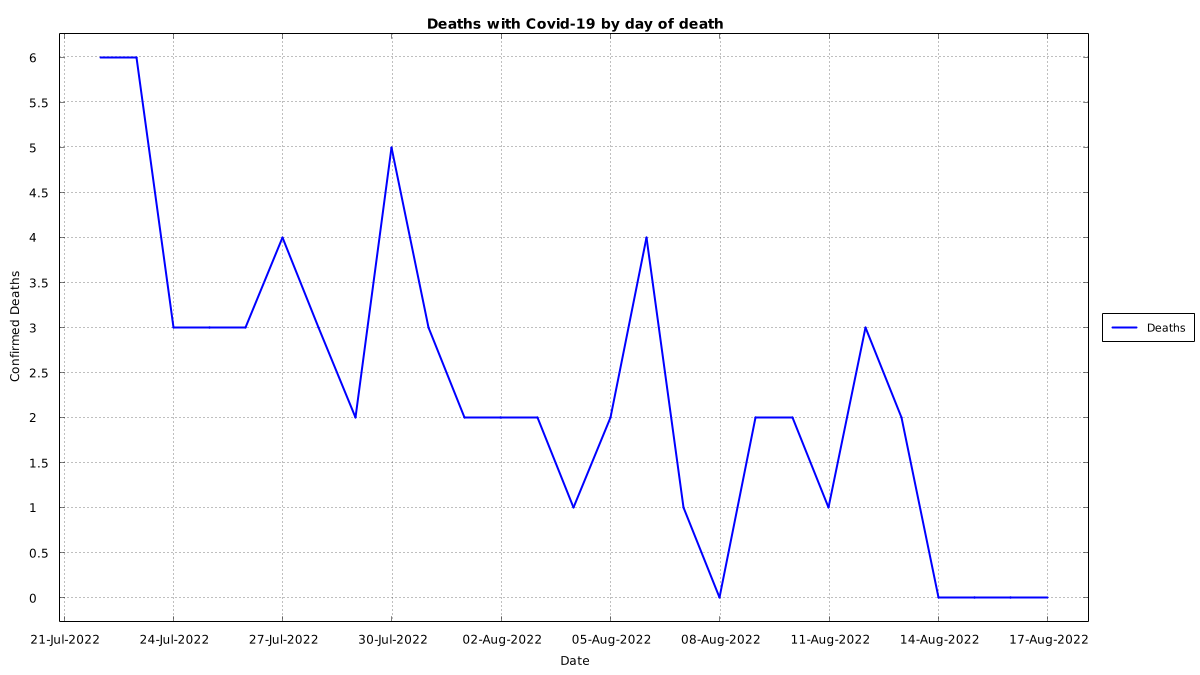 Deaths with Covid-19 by day of death
Confirmed Deaths
6
5.5
5
4.5
4
3.5
3
2.5
2
1.5
1
0.5
0
21-Jul-2022 24-Jul-2022 27-Jul-2022 30-Jul-2022 02-Aug-2022 05-Aug-2022 08-Aug-2022 11-Aug-2022 14-Aug-2022 17-Aug-2022
Date
Deaths